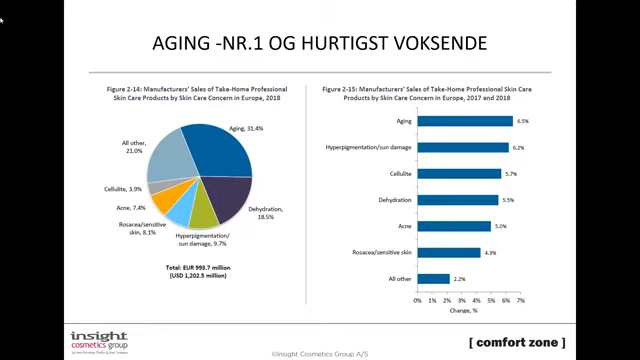 AGING -NR.1 OG HURTIGST VOKSENDE
Figure 2-14: Manufacturers' Sales of Take-Home Professional
Skin Care Products by Skin Care Concern in Europe, 2018
Aging, 31.4%
All other,
21.0%
Cellulite, 3.9%
Acne, 7.4%
Rosacea/sensitive
skin, 8.1%
Hyperpigmentation/
sun damage, 9.7%
Dehydration,
18.5%
Total: EUR 993.7 million
(USD 1,202.5 million)
Figure 2-15: Manufacturers' Sales of Take-Home Professional Skin Care
Products by Skin Care Concern in Europe, 2017 and 2018
Aging 6.5%
Hyperpigmentation/sun damage 6.2%
Cellulite 5.7%
Dehydration 5.5%
Acne 5.0%
Rosacea/sensitive skin 4.3%
All other 2.2%
0% 1% 2% 3% 4% 5% 6% 7%
Change, %
insight
cosmetics group
©Insight Cosmetics Group A/S
[ comfort zone ]